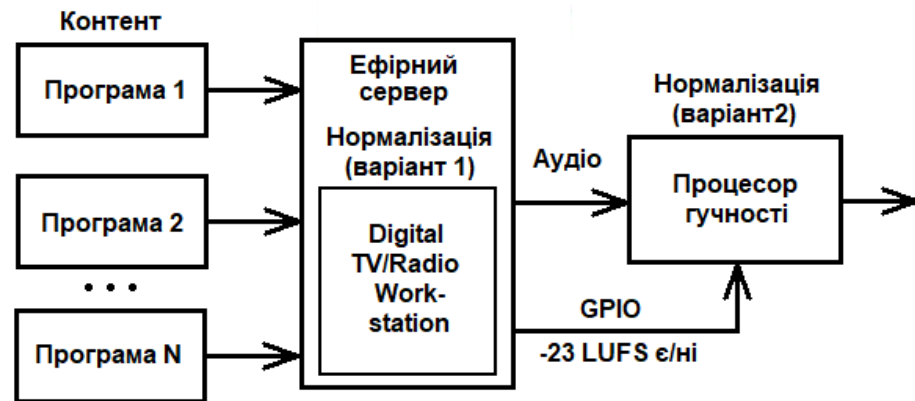 Контент
Програма 1
Програма 2
• • •
Програма N
Ефірний
сервер
Нормалізація
(варіант 1)
Digital
TV/Radio
Work-
station
Аудіо
GPIO
-23 LUFS є/ні
Нормалізація
(варіант2)
Процесор
гучності